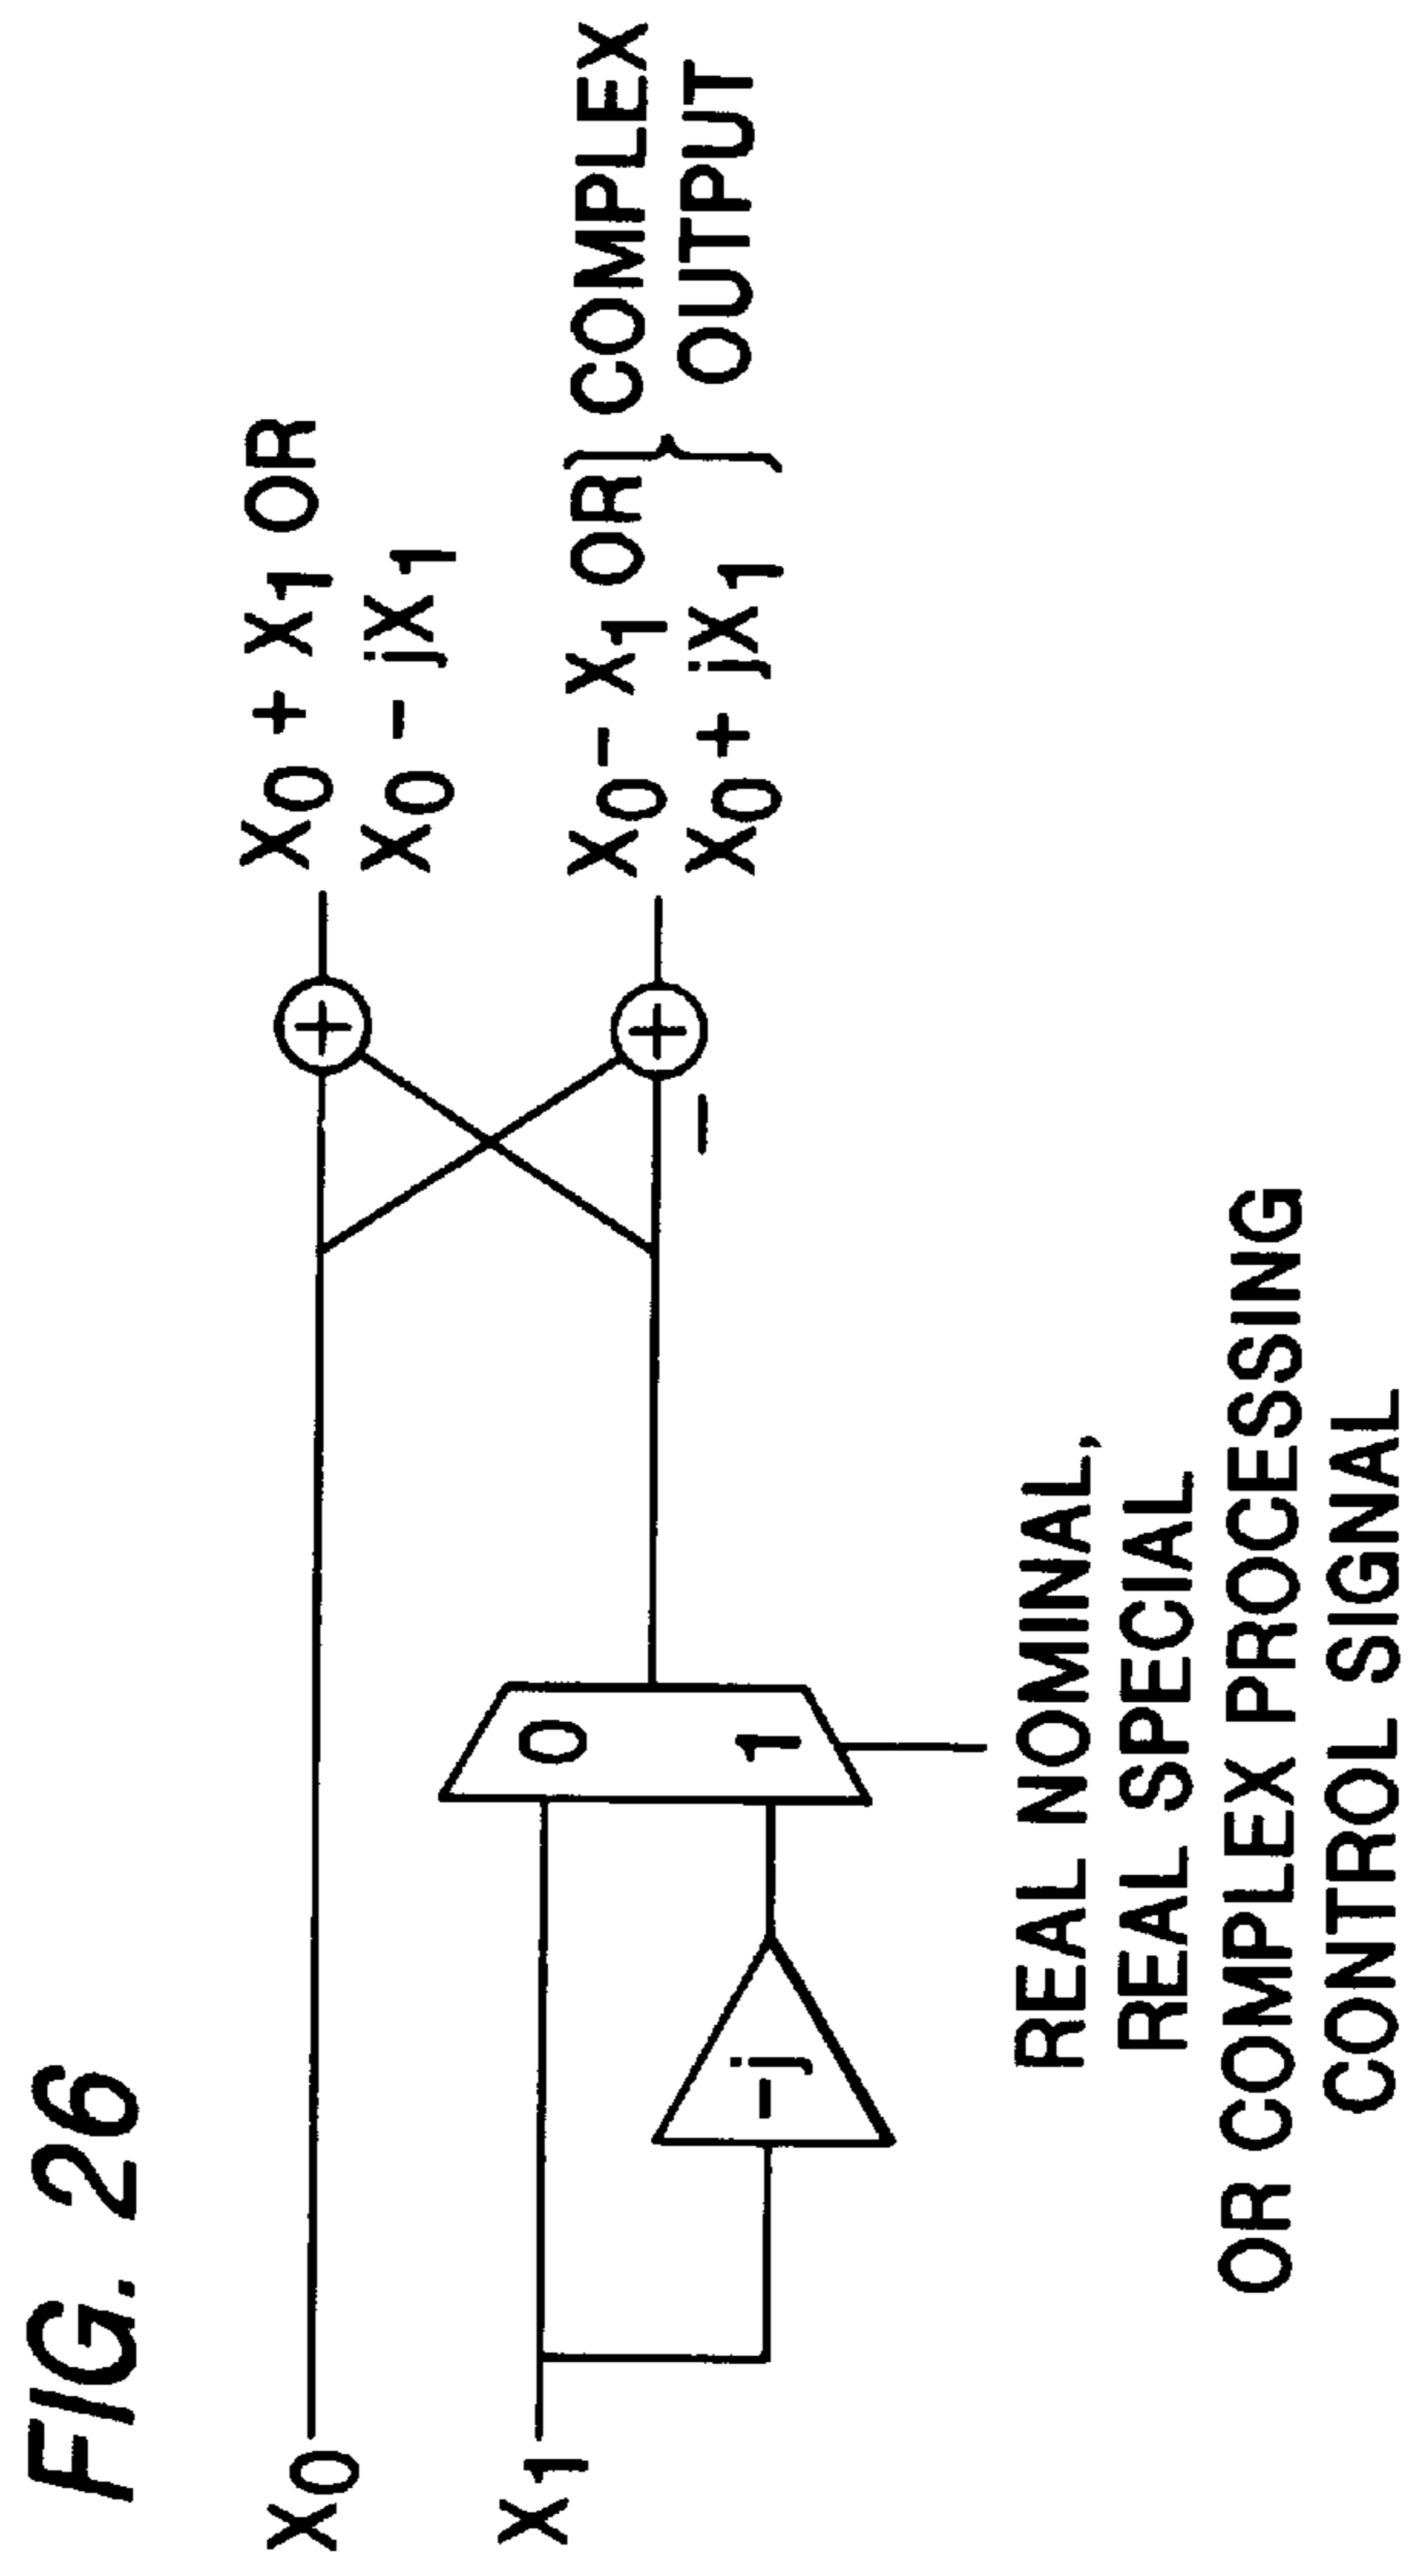 FIG. 26
X0
X0 + X1 OR
X0 - jX1
X1
0
1
-j
+
+
-
X0 - X1 OR
X0 + jX1
} COMPLEX
OUTPUT
REAL NOMINAL,
REAL SPECIAL
OR COMPLEX PROCESSING
CONTROL SIGNAL